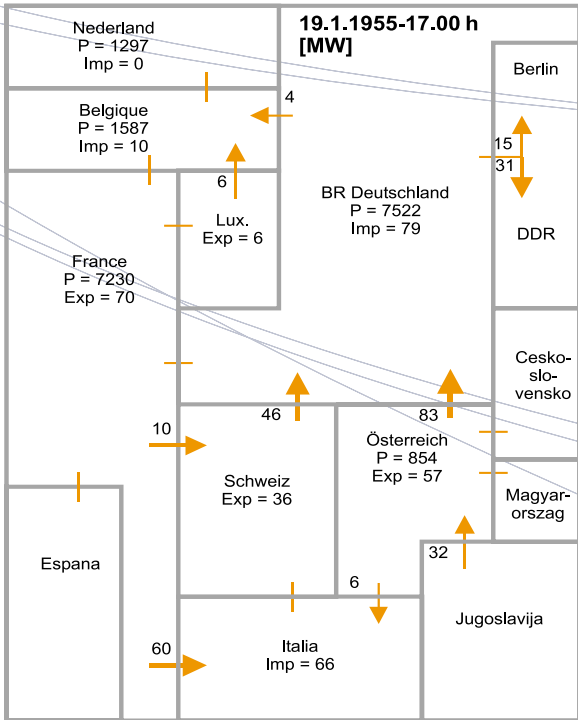 19.1.1955-17.00 h
[MW]
Nederland
P = 1297
Imp = 0
Berlin
Belgique
P = 1587
Imp = 10
4
15
31
6
BR Deutschland
P = 7522
Imp = 79
Lux.
Exp = 6
DDR
France
P = 7230
Exp = 70
Cesko-
slo-
vensko
46
83
10
Österreich
P = 854
Exp = 57
Schweiz
Exp = 36
Magyar-
orszag
32
Espana
6
Jugoslavija
60
Italia
Imp = 66